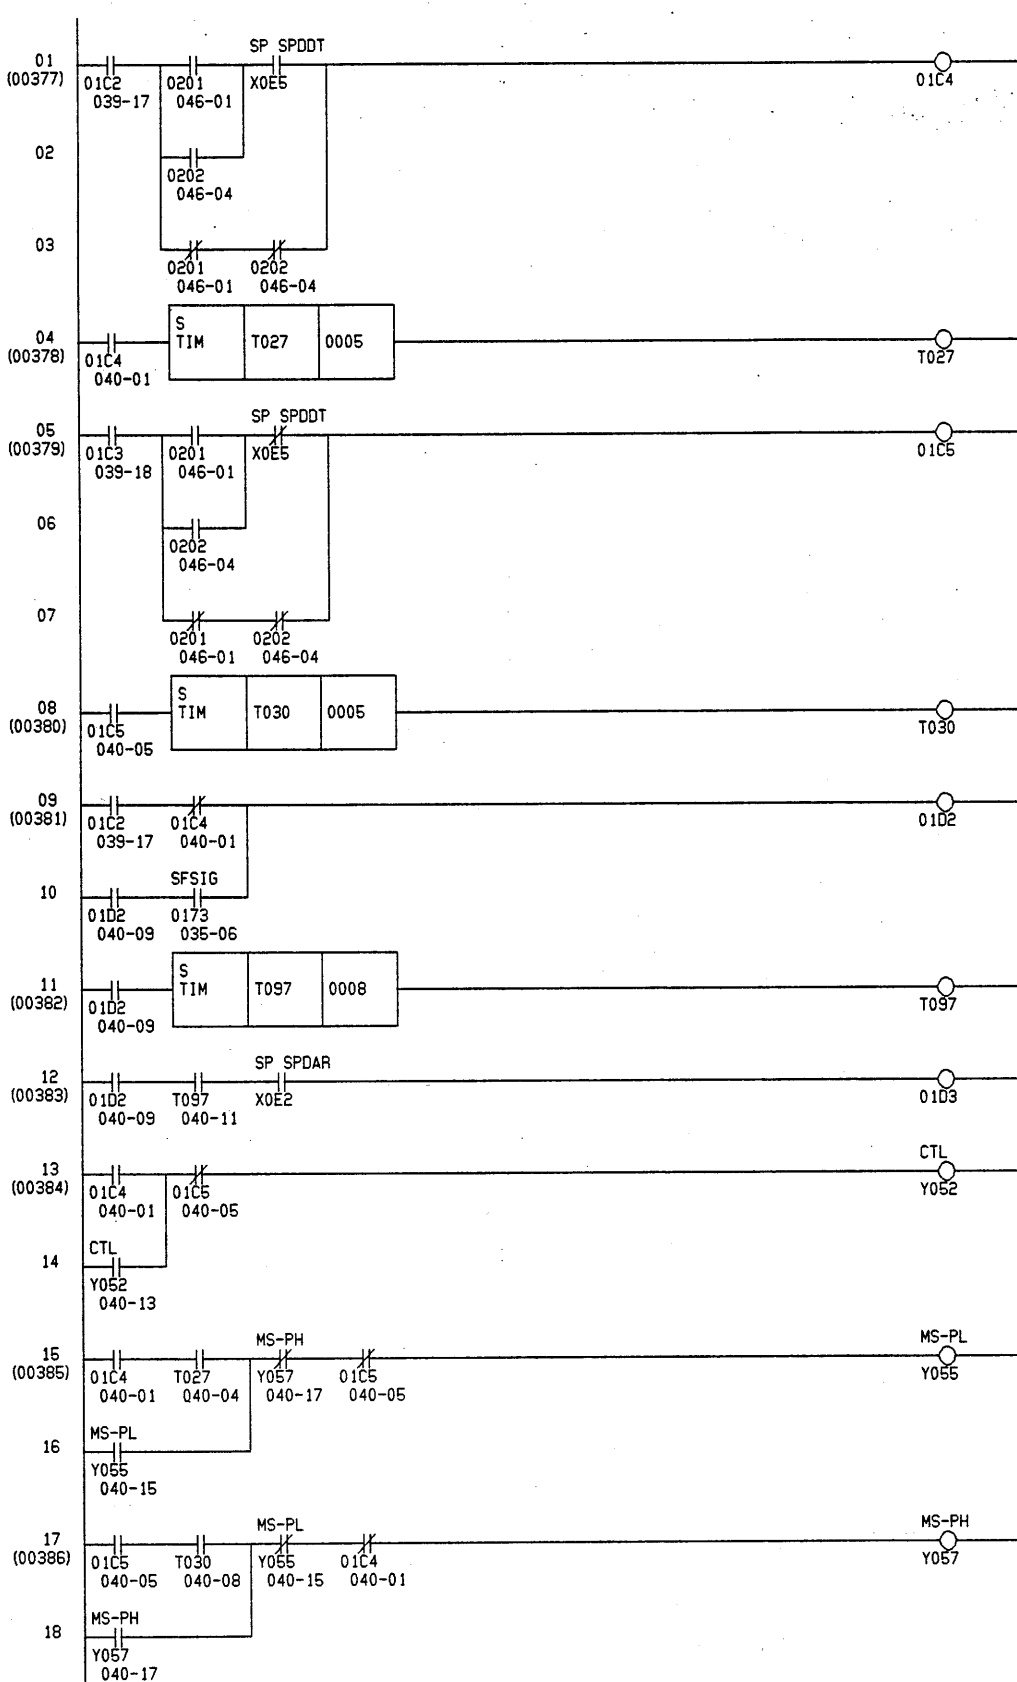 SP SPDDT
01
(00377) 01C2 0201 X0E5 01C4
039-17 046-01
02
0202
046-04
03
0201 0202
046-01 046-04
04 S
TIM T027 0005
(00378) 01C4 T027
040-01
SP SPDDT
05
(00379) 01C3 0201 X0E5 01C5
039-18 046-01
06
0202
046-04
07
0201 0202
046-01 046-04
08 S
TIM T030 0005
(00380) 01C5 T030
040-05
09
(00381) 01C2 01C4 01D2
039-17 040-01
10 SFSIG
01D2 0173
040-09 035-06
11 S
TIM T097 0008
(00382) 01D2 T097
040-09
SP SPDAR
12
(00383) 01D2 T097 X0E2 01D3
040-09 040-11
13 CTL
(00384) 01C4 01C5 Y052
040-01 040-05
14 CTL
Y052
040-13
15 MS-PH MS-PL
(00385) 01C4 T027 Y057 01C5 Y055
040-01 040-04 040-17 040-05
16 MS-PL
Y055
040-15
17 MS-PL MS-PH
(00386) 01C5 T030 Y055 01C4 Y057
040-05 040-08 040-15 040-01
18 MS-PH
Y057
040-17